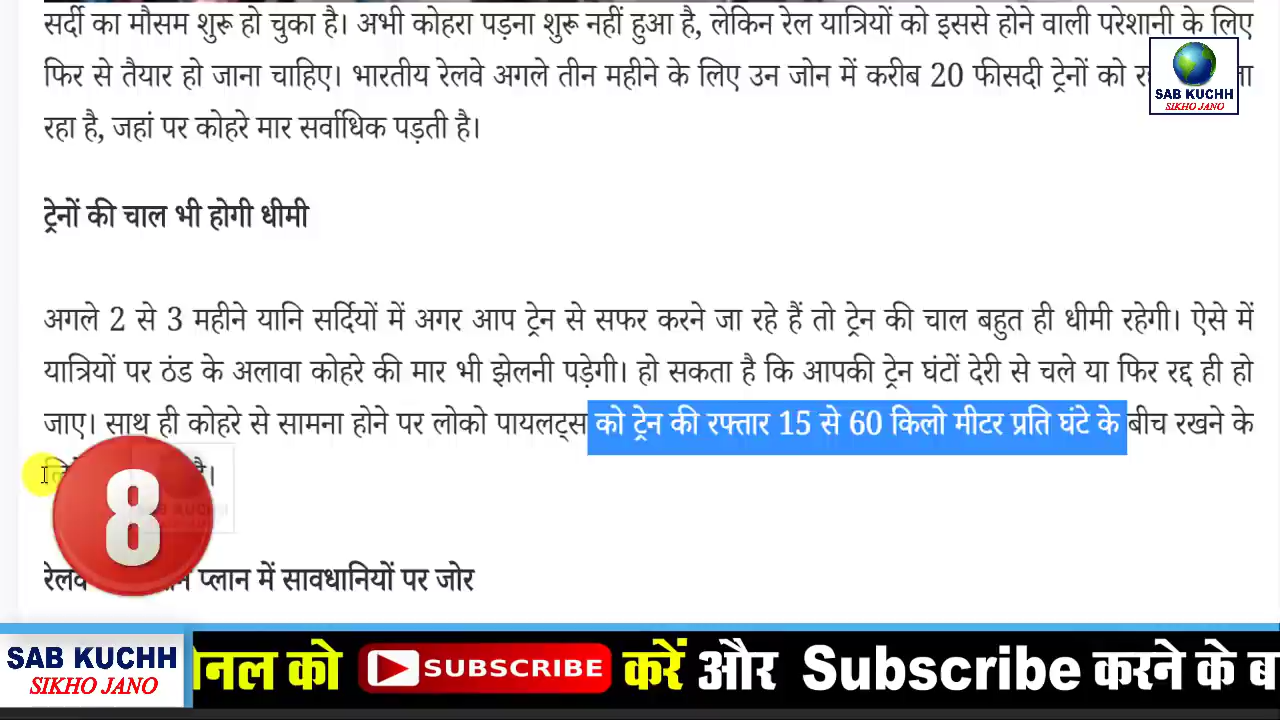 सर्दी का मौसम शुरू हो चुका है। अभी कोहरा पड़ना शुरू नहीं हुआ है, लेकिन रेल यात्रियों को इससे होने वाली परेशानी के लिए
फिर से तैयार हो जाना चाहिए। भारतीय रेलवे अगले तीन महीने के लिए उन जोन में करीब 20 फीसदी ट्रेनों को
रहा है, जहां पर कोहरे मार सर्वाधिक पड़ती है।
SAB KUCHH
SIKHO JANO
ट्रेनों की चाल भी होगी धीमी
अगले 2 से 3 महीने यानि सर्दियों में अगर आप ट्रेन से सफर करने जा रहे हैं तो ट्रेन की चाल बहुत ही धीमी रहेगी। ऐसे में
यात्रियों पर ठंड के अलावा कोहरे की मार भी झेलनी पड़ेगी। हो सकता है कि आपकी ट्रेन घंटों देरी से चले या फिर रद्द ही हो
जाए। साथ ही कोहरे से सामना होने पर लोको पायलट्स को ट्रेन की रफ्तार 15 से 60 किलो मीटर प्रति घंटे के बीच रखने के
है।
8
प्लान में सावधानियों पर जोर
SAB KUCHH
SIKHO JANO
को SUBSCRIBE करें और Subscribe करने के